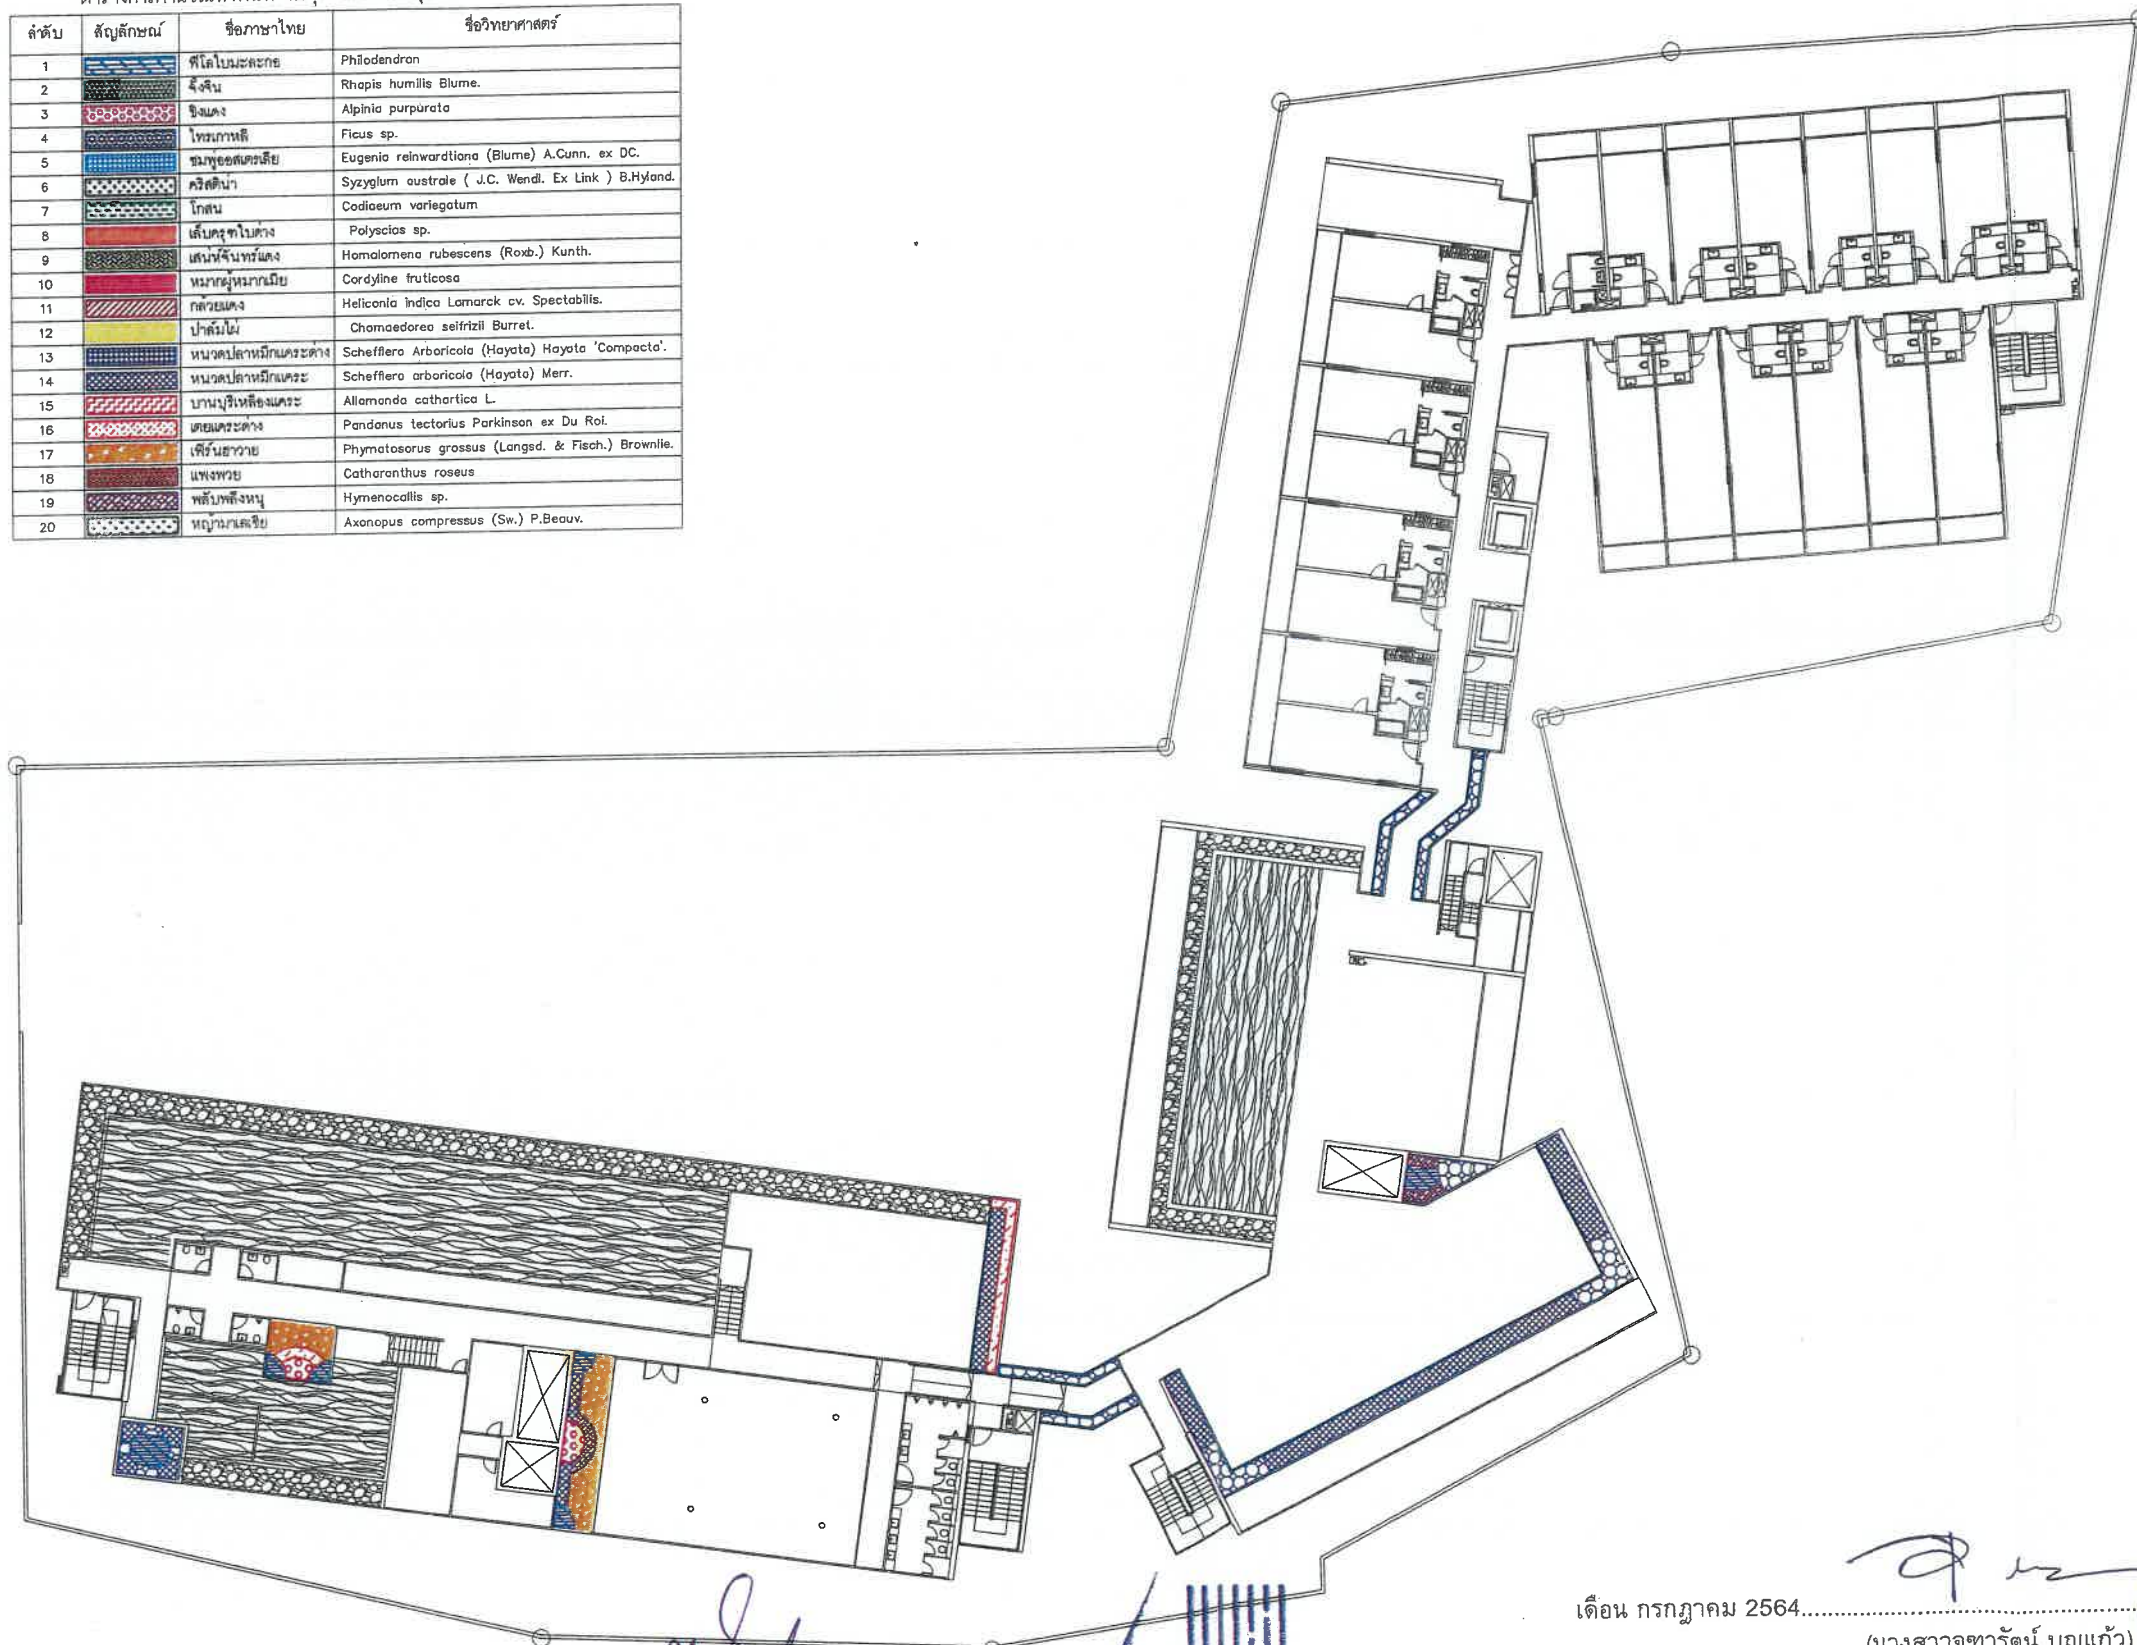 ลำดับ สัญลักษณ์ ชื่อภาษาไทย ชื่อวิทยาศาสตร์
1 ฟิโลใบมะละกอ Philodendron
2 จั๋งจีน Rhapis humilis Blume.
3 ขิงแดง Alpinia purpurata
4 ไทรเกาหลี Ficus sp.
5 ชมพู่ออสเตรเลีย Eugenia reinwardtiana (Blume) A.Cunn. ex DC.
6 คริสติน่า Syzygium australe ( J.C. Wendl. Ex Link ) B.Hyland.
7 โกสน Codiaeum variegatum
8 เล็บครุฑใบด่าง Polyscias sp.
9 เสน่ห์จันทร์แดง Homalomena rubescens (Roxb.) Kunth.
10 หมากผู้หมากเมีย Cordyline fruticosa
11 กล้วยแดง Heliconia indica Lamarck cv. Spectabilis.
12 ปาล์มไผ่ Chamaedorea seifrizii Burret.
13 หนวดปลาหมึกแคระด่าง Schefflera Arboricola (Hayata) Hayata 'Compacta'.
14 หนวดปลาหมึกแคระ Schefflera arboricola (Hayata) Merr.
15 บานบุรีเหลืองแคระ Allamanda cathartica L.
16 เตยแคระด่าง Pandanus tectorius Parkinson ex Du Roi.
17 เฟิร์นฮาวาย Phymatosorus grossus (Langsd. & Fisch.) Brownlie.
18 แพงพวย Catharanthus roseus
19 พลับพลึงหนู Hymenocallis sp.
20 หญ้ามาเลเซีย Axonopus compressus (Sw.) P.Beauv.
เดือน กรกฎาคม 2564